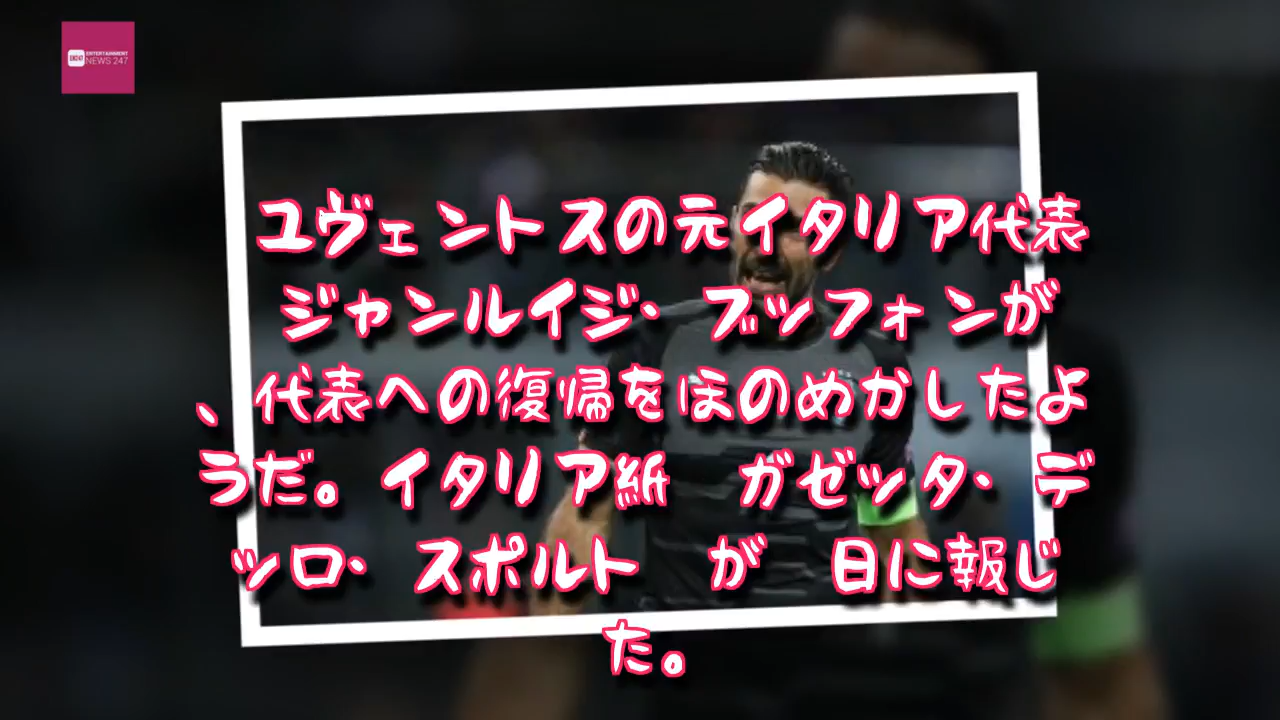 ENC247
ENTERTAINMENT
NEWS 247
ユヴェントスの元イタリア代表
ジャンルイジ・ブッフォンが
、代表への復帰をほのめかしたよ
うだ。イタリア紙　ガゼッタ・デ
ッロ・スポルト　が　日に報じ
た。